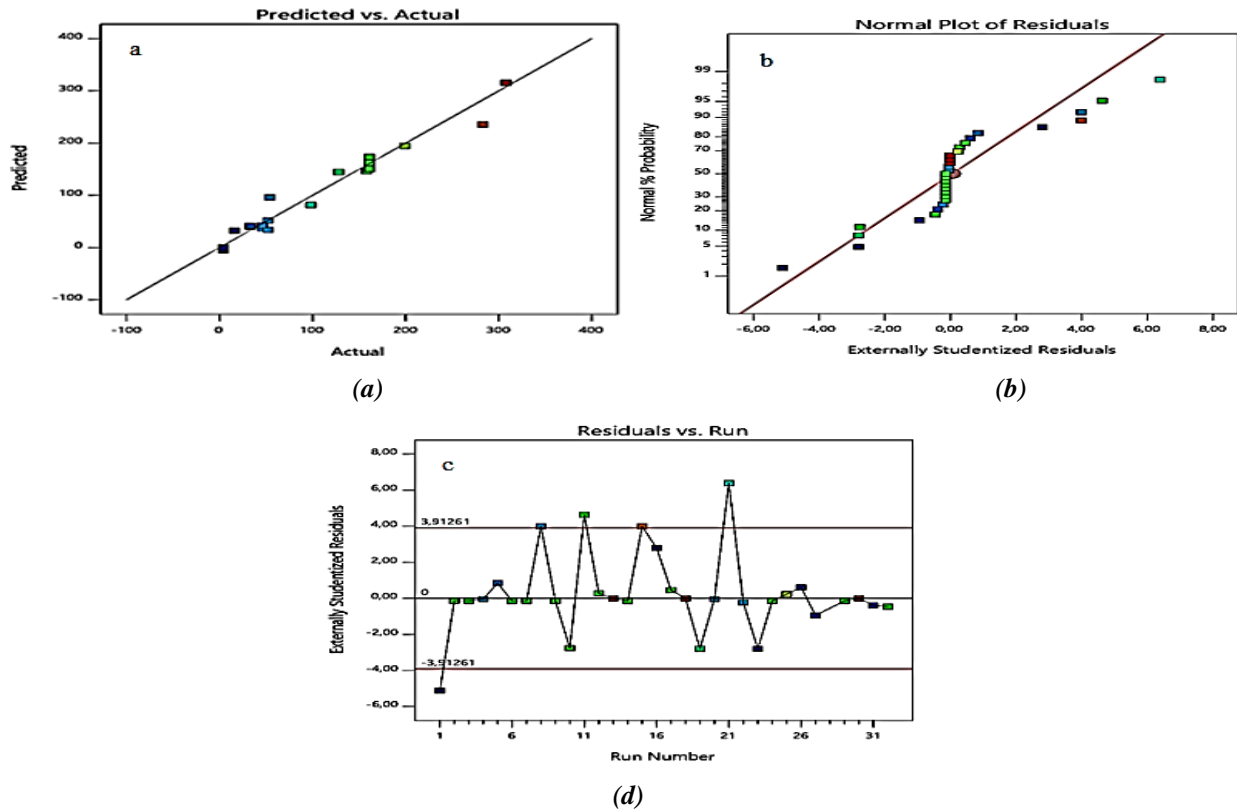 Predicted vs. Actual
a
Predicted
400
300
200
100
0
-100
-100 0 100 200 300 400
Actual
(a)
Normal Plot of Residuals
b
Normal % Probability
99
95
80
70
50
30
20
10
5
1
-6,00 -4,00 -2,00 0,00 2,00 4,00 6,00 8,00
Externally Studentized Residuals
(b)
Residuals vs. Run
c
Externally Studentized Residuals
8,00
6,00
4,00
2,00
0,00
-2,00
-4,00
-6,00
3,91261
0
-3,91261
1 6 11 16 21 26 31
Run Number
(d)